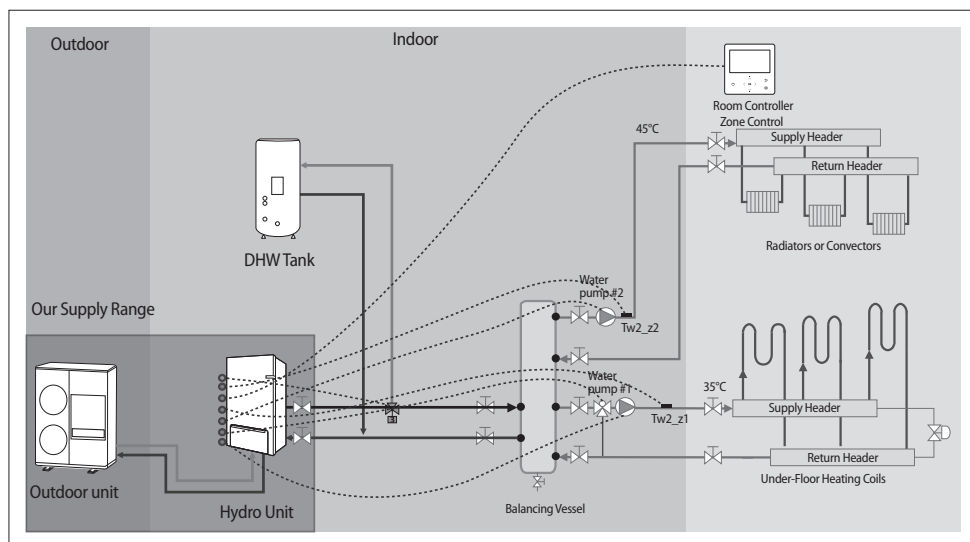 Outdoor
Indoor
Room Controller
Zone Control
45°C
Supply Header
Return Header
Radiators or Convectors
DHW Tank
Water
pump #2
Tw2_z2
Our Supply Range
Water
pump #1
35°C
Tw2_z1
Supply Header
Return Header
Under-Floor Heating Coils
Outdoor unit
Hydro Unit
Balancing Vessel